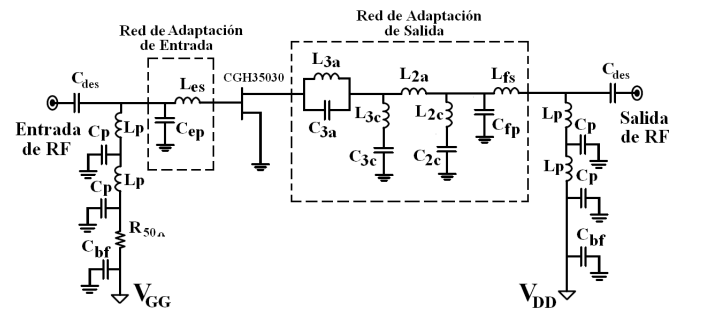 Red de Adaptación
de Salida
Red de Adaptación
de Entrada
L3a
Cdes
Les
CGH35030
L2a
Lfs
Cdes
Entrada
de RF
Cp
Lp
Cep
C3a
L3c
L2c
Cfp
Lp
Cp
Salida
de RF
C3c
C2c
Lp
Cp
Cp
Lp
R50Ω
Cbf
Cbf
VGG
VDD